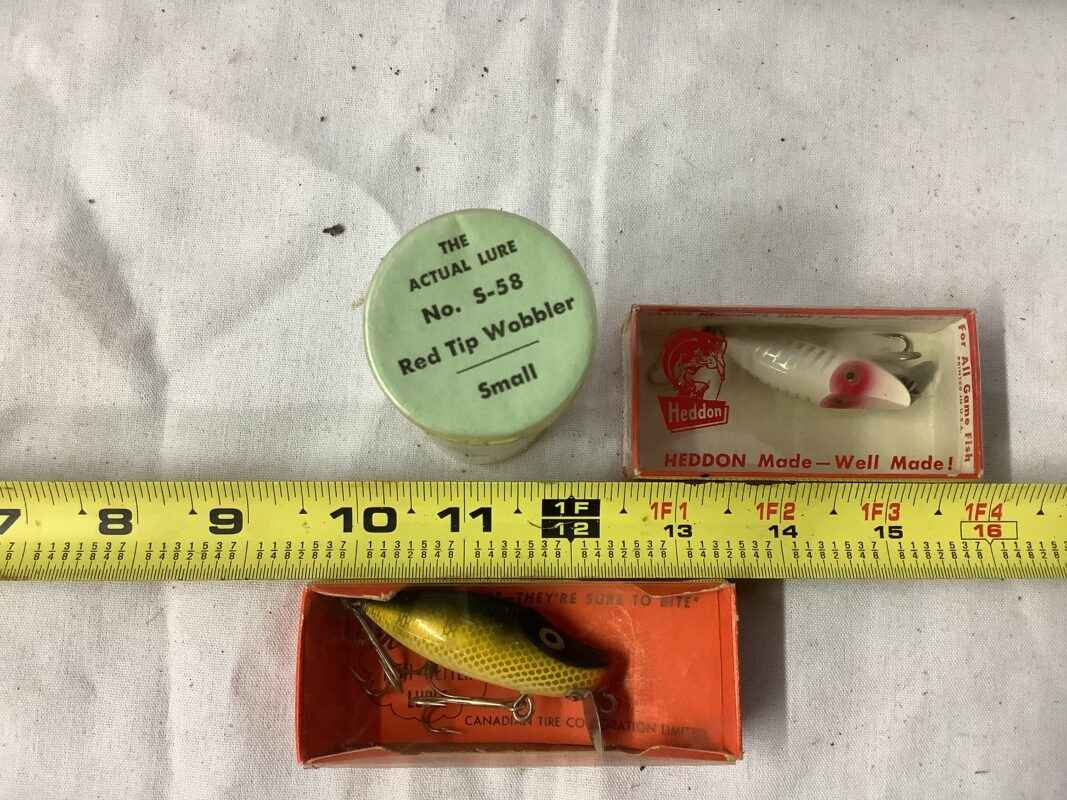 THE
ACTUAL LURE
No. S-58
Red Tip Wobbler
Small
Heddon
HEDDON Made—Well Made!
For All Game Fish
PRINTED IN U.S.A.
7 8 9 10 11 1F 1F1 1F2 1F3 1F4
12 13 14 15 16
THEY'RE SURE TO BITE"
CANADIAN TIRE CORPORATION LIMITED